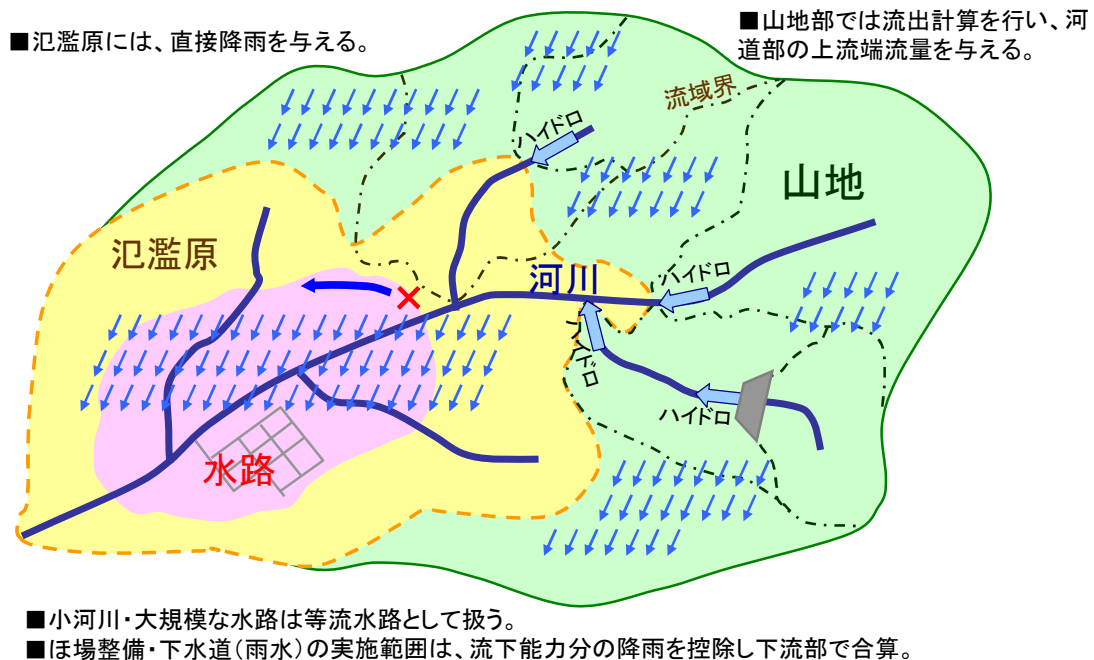 ■氾濫原には、直接降雨を与える。
■山地部では流出計算を行い、河
道部の上流端流量を与える。
流域界
ハイドロ
山地
氾濫原
河川
ハイドロ
ハイドロ
ハイドロ
水路
■小河川・大規模な水路は等流水路として扱う。
■ほ場整備・下水道(雨水)の実施範囲は、流下能力分の降雨を控除し下流部で合算。